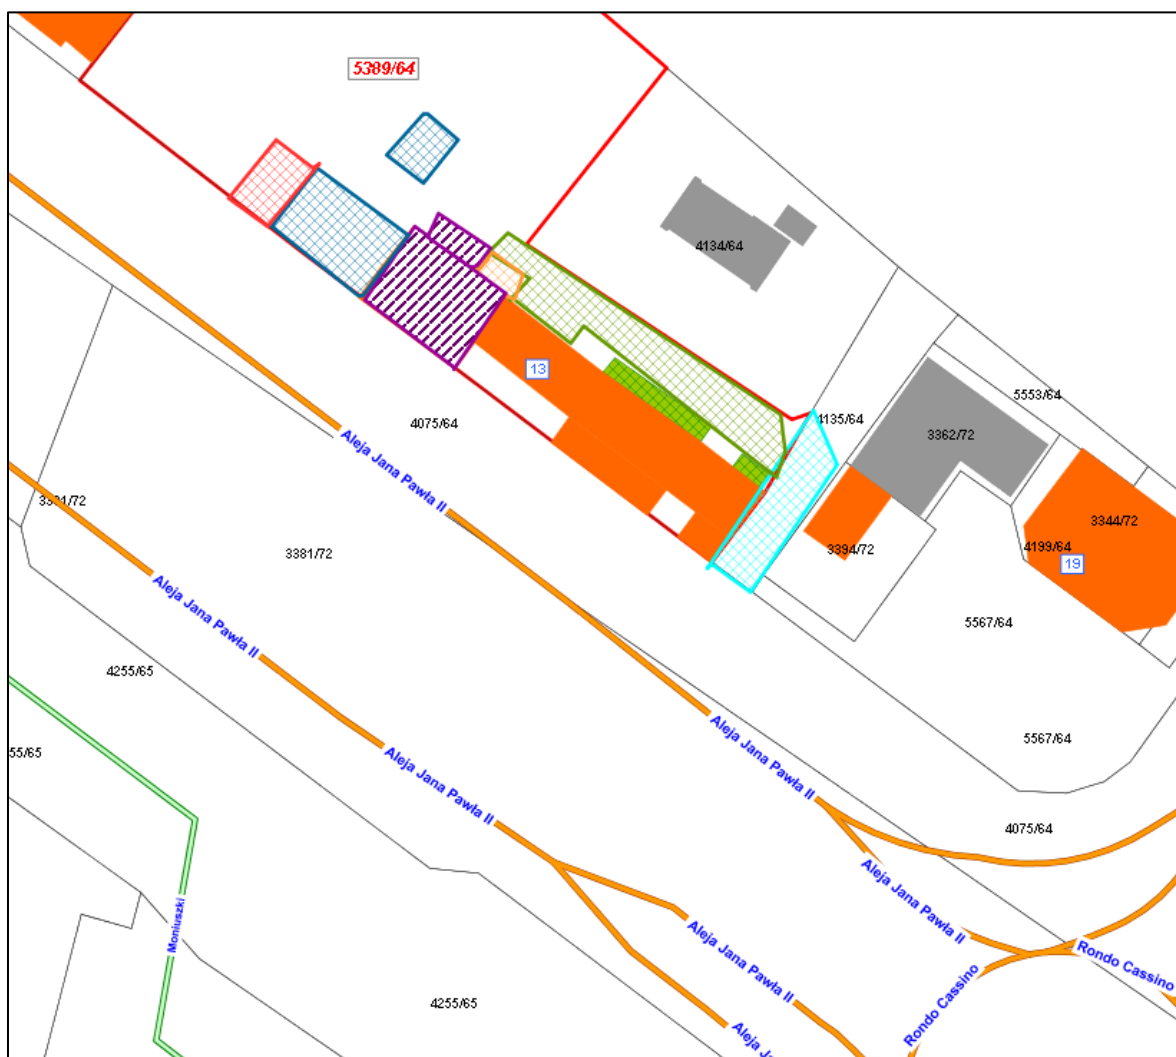 5389/64
4134/64
13
5553/64
4135/64
4075/64
3362/72
Aleja Jana Pawła II
3344/72
4199/64
3394/72
19
3381/72
Aleja Jana Pawła II
5567/64
4255/65
5567/64
55/65
Aleja Jana Pawła II
Aleja Jana Pawła II
4075/64
Aleja Jana Pawła II
Moniuszki
Aleja Jana Pawła II
Rondo Cassino
Rondo Cassino
4255/65
Aleja Jana